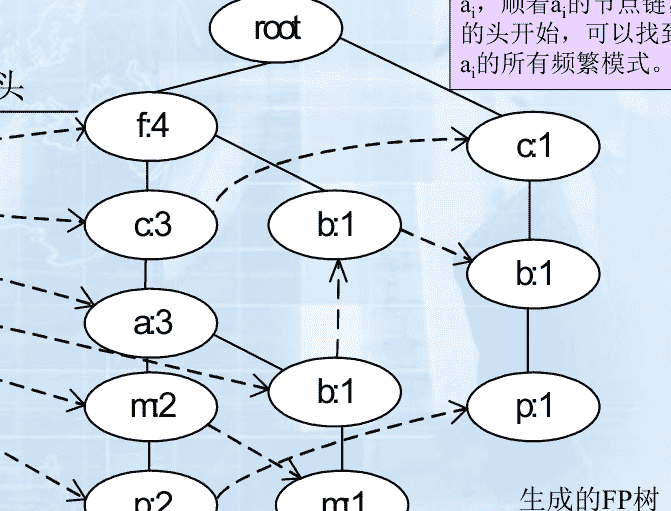 root
aᵢ，顺着aᵢ的节点链，
的头开始，可以找到
aᵢ的所有频繁模式。
头
f:4
c:1
c:3
b:1
b:1
a:3
m:2
b:1
p:1
p:2
m:1
生成的FP树